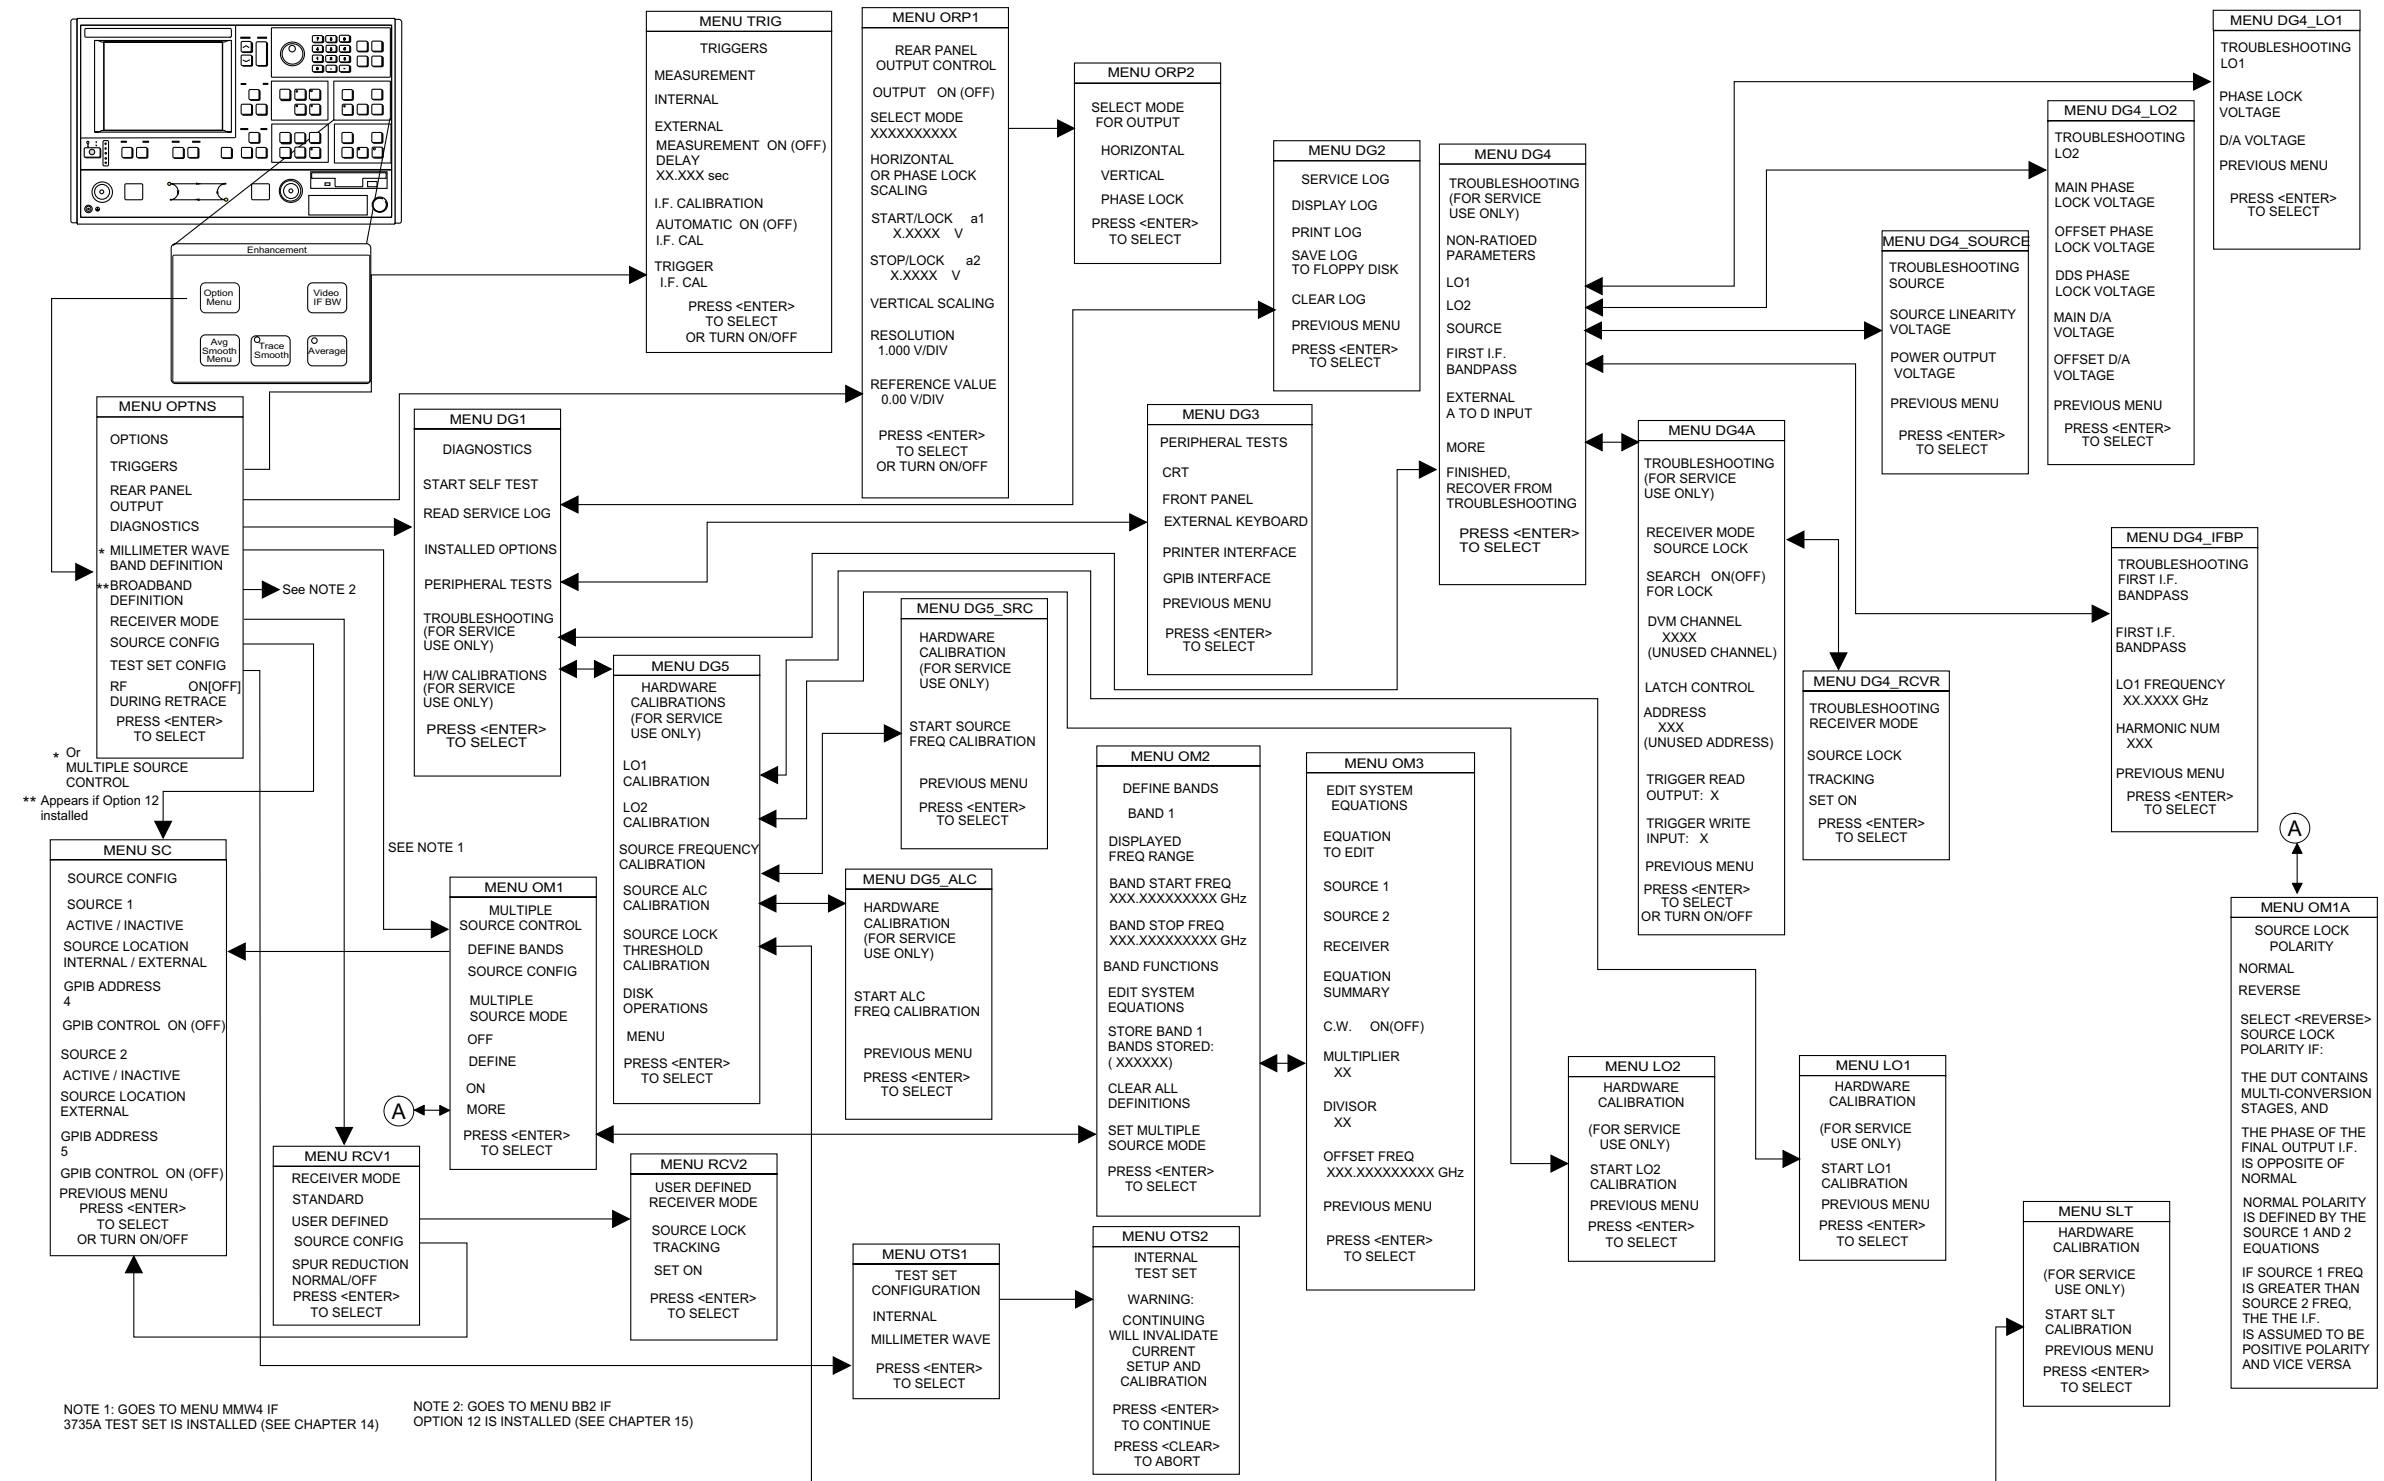 Enhancement
Option
Menu
Video
IF BW
Avg
Smooth
Menu
Trace
Smooth
Average
MENU OPTNS
OPTIONS
TRIGGERS
REAR PANEL
OUTPUT
DIAGNOSTICS
* MILLIMETER WAVE
BAND DEFINITION
**BROADBAND
DEFINITION
RECEIVER MODE
SOURCE CONFIG
TEST SET CONFIG
RF ON[OFF]
DURING RETRACE
PRESS <ENTER>
TO SELECT
See NOTE 2
* Or
MULTIPLE SOURCE
CONTROL
** Appears if Option 12
installed
MENU SC
SOURCE CONFIG
SOURCE 1
ACTIVE / INACTIVE
SOURCE LOCATION
INTERNAL / EXTERNAL
GPIB ADDRESS
4
GPIB CONTROL ON (OFF)
SOURCE 2
ACTIVE / INACTIVE
SOURCE LOCATION
EXTERNAL
GPIB ADDRESS
5
GPIB CONTROL ON (OFF)
PREVIOUS MENU
PRESS <ENTER>
TO SELECT
OR TURN ON/OFF
MENU TRIG
TRIGGERS
MEASUREMENT
INTERNAL
EXTERNAL
MEASUREMENT ON (OFF)
DELAY
XX.XXX sec
I.F. CALIBRATION
AUTOMATIC ON (OFF)
I.F. CAL
TRIGGER
I.F. CAL
PRESS <ENTER>
TO SELECT
OR TURN ON/OFF
MENU ORP1
REAR PANEL
OUTPUT CONTROL
OUTPUT ON (OFF)
SELECT MODE
XXXXXXXXXX
HORIZONTAL
OR PHASE LOCK
SCALING
START/LOCK a1
X.XXXX V
STOP/LOCK a2
X.XXXX V
VERTICAL SCALING
RESOLUTION
1.000 V/DIV
REFERENCE VALUE
0.00 V/DIV
PRESS <ENTER>
TO SELECT
OR TURN ON/OFF
MENU ORP2
SELECT MODE
FOR OUTPUT
HORIZONTAL
VERTICAL
PHASE LOCK
PRESS <ENTER>
TO SELECT
MENU DG1
DIAGNOSTICS
START SELF TEST
READ SERVICE LOG
INSTALLED OPTIONS
PERIPHERAL TESTS
TROUBLESHOOTING
(FOR SERVICE
USE ONLY)
H/W CALIBRATIONS
(FOR SERVICE
USE ONLY)
PRESS <ENTER>
TO SELECT
MENU DG2
SERVICE LOG
DISPLAY LOG
PRINT LOG
SAVE LOG
TO FLOPPY DISK
CLEAR LOG
PREVIOUS MENU
PRESS <ENTER>
TO SELECT
MENU DG3
PERIPHERAL TESTS
CRT
FRONT PANEL
EXTERNAL KEYBOARD
PRINTER INTERFACE
GPIB INTERFACE
PREVIOUS MENU
PRESS <ENTER>
TO SELECT
MENU DG4
TROUBLESHOOTING
(FOR SERVICE
USE ONLY)
NON-RATIOED
PARAMETERS
LO1
LO2
SOURCE
FIRST I.F.
BANDPASS
EXTERNAL
A TO D INPUT
MORE
FINISHED,
RECOVER FROM
TROUBLESHOOTING
PRESS <ENTER>
TO SELECT
MENU DG4_LO1
TROUBLESHOOTING
LO1
PHASE LOCK
VOLTAGE
D/A VOLTAGE
PREVIOUS MENU
PRESS <ENTER>
TO SELECT
MENU DG4_LO2
TROUBLESHOOTING
LO2
MAIN PHASE
LOCK VOLTAGE
OFFSET PHASE
LOCK VOLTAGE
DDS PHASE
LOCK VOLTAGE
MAIN D/A
VOLTAGE
OFFSET D/A
VOLTAGE
PREVIOUS MENU
PRESS <ENTER>
TO SELECT
MENU DG4_SOURCE
TROUBLESHOOTING
SOURCE
SOURCE LINEARITY
VOLTAGE
POWER OUTPUT
VOLTAGE
PREVIOUS MENU
PRESS <ENTER>
TO SELECT
MENU DG4A
TROUBLESHOOTING
(FOR SERVICE
USE ONLY)
RECEIVER MODE
SOURCE LOCK
SEARCH ON(OFF)
FOR LOCK
DVM CHANNEL
XXXX
(UNUSED CHANNEL)
LATCH CONTROL
ADDRESS
XXX
(UNUSED ADDRESS)
TRIGGER READ
OUTPUT: X
TRIGGER WRITE
INPUT: X
PREVIOUS MENU
PRESS <ENTER>
TO SELECT
OR TURN ON/OFF
MENU DG4_RCVR
TROUBLESHOOTING
RECEIVER MODE
SOURCE LOCK
TRACKING
SET ON
PRESS <ENTER>
TO SELECT
MENU DG4_IFBP
TROUBLESHOOTING
FIRST I.F.
BANDPASS
FIRST I.F.
BANDPASS
LO1 FREQUENCY
XX.XXXX GHz
HARMONIC NUM
XXX
PREVIOUS MENU
PRESS <ENTER>
TO SELECT
MENU DG5
HARDWARE
CALIBRATIONS
(FOR SERVICE
USE ONLY)
LO1
CALIBRATION
LO2
CALIBRATION
SOURCE FREQUENCY
CALIBRATION
SOURCE ALC
CALIBRATION
SOURCE LOCK
THRESHOLD
CALIBRATION
DISK
OPERATIONS
MENU
PRESS <ENTER>
TO SELECT
MENU DG5_SRC
HARDWARE
CALIBRATION
(FOR SERVICE
USE ONLY)
START SOURCE
FREQ CALIBRATION
PREVIOUS MENU
PRESS <ENTER>
TO SELECT
MENU DG5_ALC
HARDWARE
CALIBRATION
(FOR SERVICE
USE ONLY)
START ALC
FREQ CALIBRATION
PREVIOUS MENU
PRESS <ENTER>
TO SELECT
SEE NOTE 1
MENU OM1
MULTIPLE
SOURCE CONTROL
DEFINE BANDS
SOURCE CONFIG
MULTIPLE
SOURCE MODE
OFF
DEFINE
ON
MORE
PRESS <ENTER>
TO SELECT
A
MENU OM2
DEFINE BANDS
BAND 1
DISPLAYED
FREQ RANGE
BAND START FREQ
XXX.XXXXXXXXX GHz
BAND STOP FREQ
XXX.XXXXXXXXX GHz
BAND FUNCTIONS
EDIT SYSTEM
EQUATIONS
STORE BAND 1
BANDS STORED:
( XXXXXX)
CLEAR ALL
DEFINITIONS
SET MULTIPLE
SOURCE MODE
PRESS <ENTER>
TO SELECT
MENU OM3
EDIT SYSTEM
EQUATIONS
EQUATION
TO EDIT
SOURCE 1
SOURCE 2
RECEIVER
EQUATION
SUMMARY
C.W. ON(OFF)
MULTIPLIER
XX
DIVISOR
XX
OFFSET FREQ
XXX.XXXXXXXXX GHz
PREVIOUS MENU
PRESS <ENTER>
TO SELECT
MENU RCV1
RECEIVER MODE
STANDARD
USER DEFINED
SOURCE CONFIG
SPUR REDUCTION
NORMAL/OFF
PRESS <ENTER>
TO SELECT
MENU RCV2
USER DEFINED
RECEIVER MODE
SOURCE LOCK
TRACKING
SET ON
PRESS <ENTER>
TO SELECT
MENU OTS1
TEST SET
CONFIGURATION
INTERNAL
MILLIMETER WAVE
PRESS <ENTER>
TO SELECT
MENU OTS2
INTERNAL
TEST SET
WARNING:
CONTINUING
WILL INVALIDATE
CURRENT
SETUP AND
CALIBRATION
PRESS <ENTER>
TO CONTINUE
PRESS <CLEAR>
TO ABORT
MENU LO2
HARDWARE
CALIBRATION
(FOR SERVICE
USE ONLY)
START LO2
CALIBRATION
PREVIOUS MENU
PRESS <ENTER>
TO SELECT
MENU LO1
HARDWARE
CALIBRATION
(FOR SERVICE
USE ONLY)
START LO1
CALIBRATION
PREVIOUS MENU
PRESS <ENTER>
TO SELECT
MENU SLT
HARDWARE
CALIBRATION
(FOR SERVICE
USE ONLY)
START SLT
CALIBRATION
PREVIOUS MENU
PRESS <ENTER>
TO SELECT
A
MENU OM1A
SOURCE LOCK
POLARITY
NORMAL
REVERSE
SELECT <REVERSE>
SOURCE LOCK
POLARITY IF:
THE DUT CONTAINS
MULTI-CONVERSION
STAGES, AND
THE PHASE OF THE
FINAL OUTPUT I.F.
IS OPPOSITE OF
NORMAL
NORMAL POLARITY
IS DEFINED BY THE
SOURCE 1 AND 2
EQUATIONS
IF SOURCE 1 FREQ
IS GREATER THAN
SOURCE 2 FREQ,
THE THE I.F.
IS ASSUMED TO BE
POSITIVE POLARITY
AND VICE VERSA
NOTE 1: GOES TO MENU MMW4 IF
3735A TEST SET IS INSTALLED (SEE CHAPTER 14)
NOTE 2: GOES TO MENU BB2 IF
OPTION 12 IS INSTALLED (SEE CHAPTER 15)